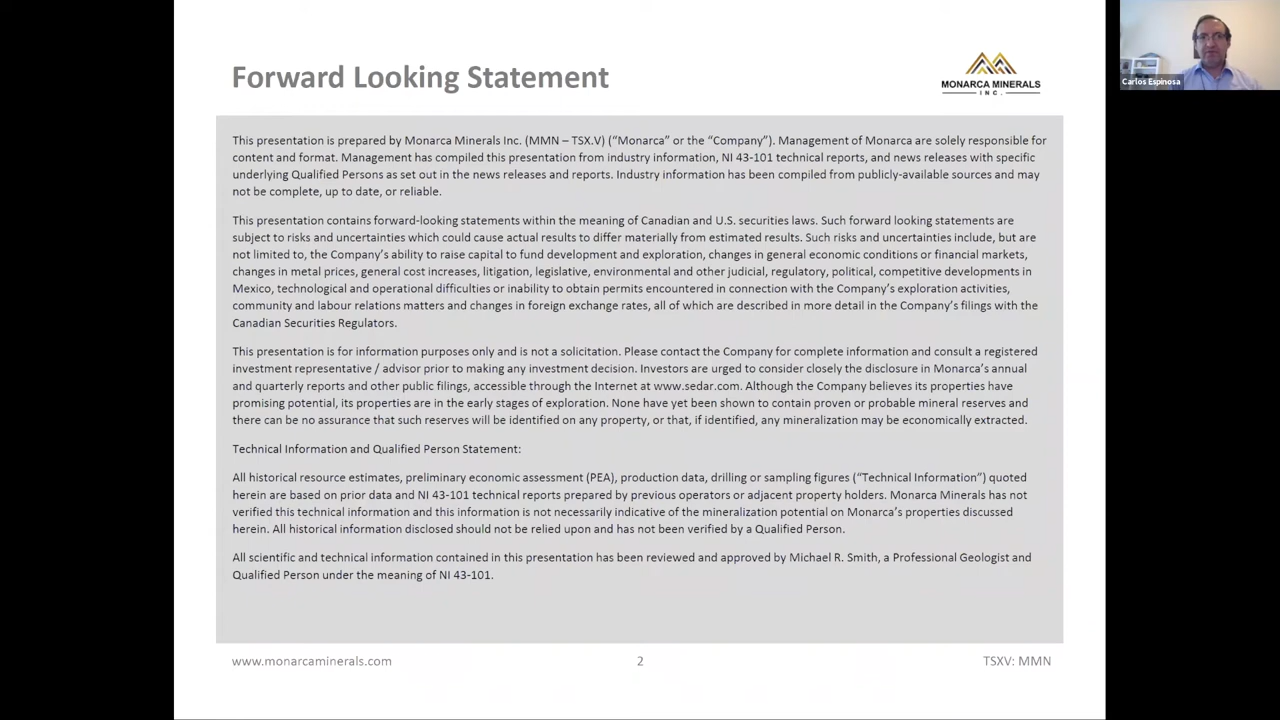 Forward Looking Statement
MONARCA MINERALS
INC.
Carlos Espinosa
This presentation is prepared by Monarca Minerals Inc. (MMN – TSX.V) (“Monarca” or the “Company”). Management of Monarca are solely responsible for
content and format. Management has compiled this presentation from industry information, NI 43-101 technical reports, and news releases with specific
underlying Qualified Persons as set out in the news releases and reports. Industry information has been compiled from publicly-available sources and may
not be complete, up to date, or reliable.
This presentation contains forward-looking statements within the meaning of Canadian and U.S. securities laws. Such forward looking statements are
subject to risks and uncertainties which could cause actual results to differ materially from estimated results. Such risks and uncertainties include, but are
not limited to, the Company’s ability to raise capital to fund development and exploration, changes in general economic conditions or financial markets,
changes in metal prices, general cost increases, litigation, legislative, environmental and other judicial, regulatory, political, competitive developments in
Mexico, technological and operational difficulties or inability to obtain permits encountered in connection with the Company’s exploration activities,
community and labour relations matters and changes in foreign exchange rates, all of which are described in more detail in the Company’s filings with the
Canadian Securities Regulators.
This presentation is for information purposes only and is not a solicitation. Please contact the Company for complete information and consult a registered
investment representative / advisor prior to making any investment decision. Investors are urged to consider closely the disclosure in Monarca’s annual
and quarterly reports and other public filings, accessible through the Internet at www.sedar.com. Although the Company believes its properties have
promising potential, its properties are in the early stages of exploration. None have yet been shown to contain proven or probable mineral reserves and
there can be no assurance that such reserves will be identified on any property, or that, if identified, any mineralization may be economically extracted.
Technical Information and Qualified Person Statement:
All historical resource estimates, preliminary economic assessment (PEA), production data, drilling or sampling figures (“Technical Information”) quoted
herein are based on prior data and NI 43-101 technical reports prepared by previous operators or adjacent property holders. Monarca Minerals has not
verified this technical information and this information is not necessarily indicative of the mineralization potential on Monarca’s properties discussed
herein. All historical information disclosed should not be relied upon and has not been verified by a Qualified Person.
All scientific and technical information contained in this presentation has been reviewed and approved by Michael R. Smith, a Professional Geologist and
Qualified Person under the meaning of NI 43-101.
www.monarcaminerals.com
2
TSXV: MMN